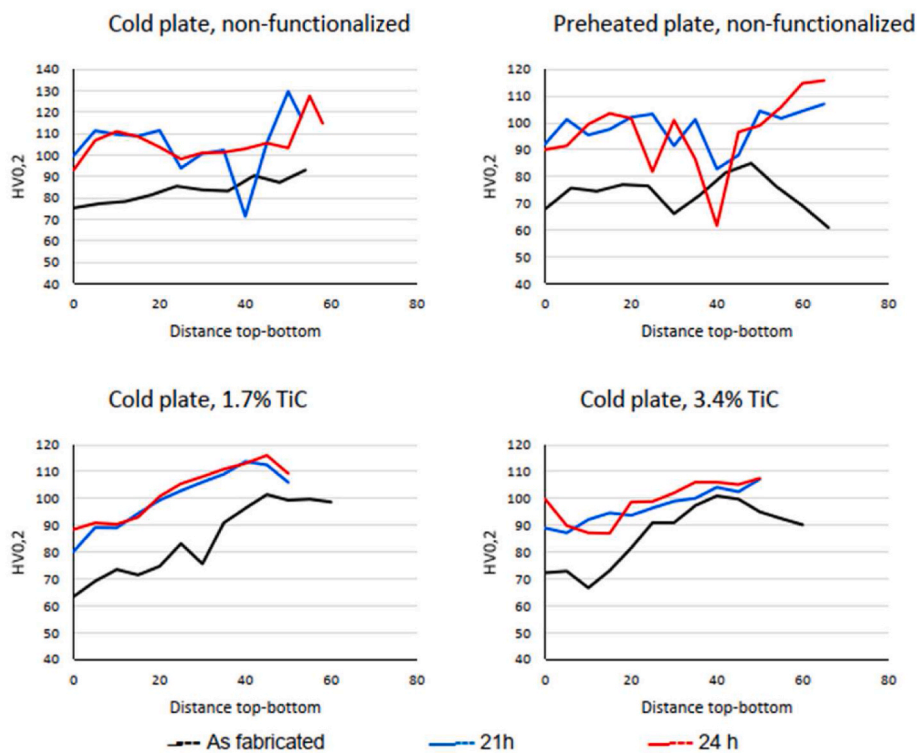 Cold plate, non-functionalized
140
130
120
110
100
90
80
70
60
50
40
HV0,2
0 20 40 60 80
Distance top-bottom
Preheated plate, non-functionalized
120
110
100
90
80
70
60
50
40
HV0,2
0 20 40 60 80
Distance top-bottom
Cold plate, 1.7% TiC
120
110
100
90
80
70
60
50
40
HV0,2
0 20 40 60 80
Distance top-bottom
Cold plate, 3.4% TiC
120
110
100
90
80
70
60
50
40
HV0,2
0 20 40 60 80
Distance top-bottom
As fabricated 21h 24 h